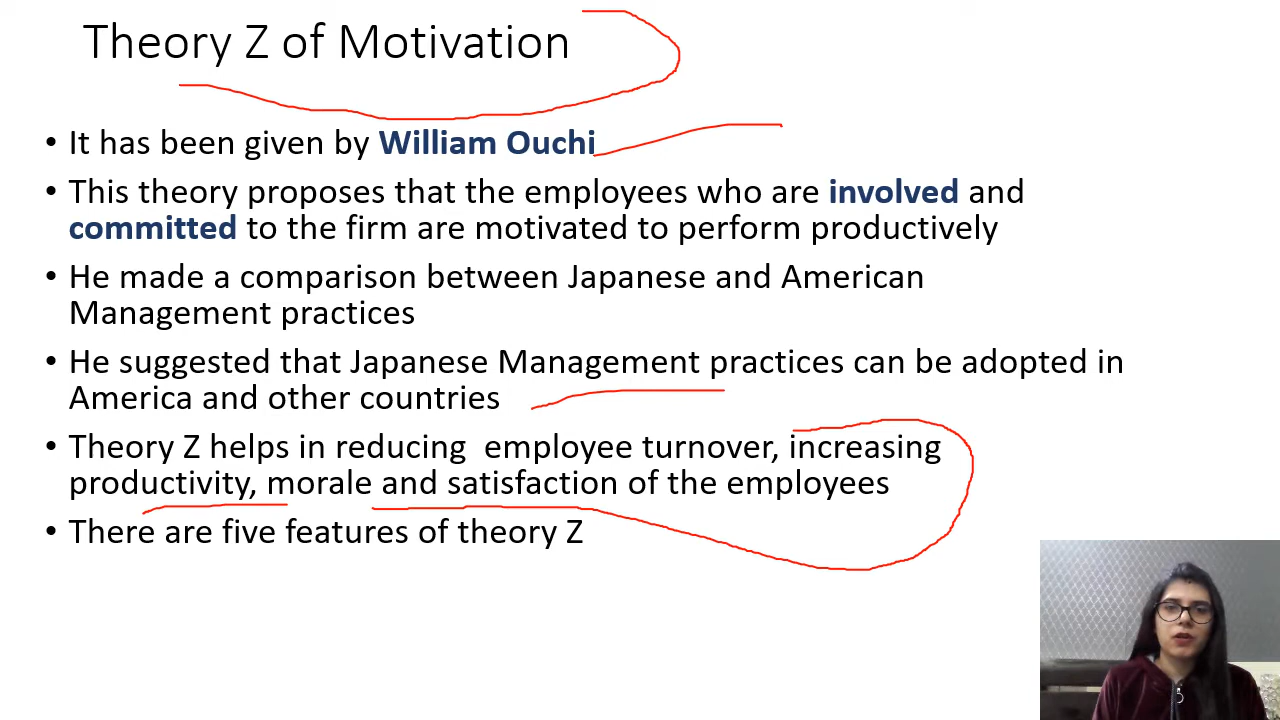 Theory Z of Motivation
• It has been given by William Ouchi
• This theory proposes that the employees who are involved and
committed to the firm are motivated to perform productively
• He made a comparison between Japanese and American
Management practices
• He suggested that Japanese Management practices can be adopted in
America and other countries
• Theory Z helps in reducing  employee turnover, increasing
productivity, morale and satisfaction of the employees
• There are five features of theory Z